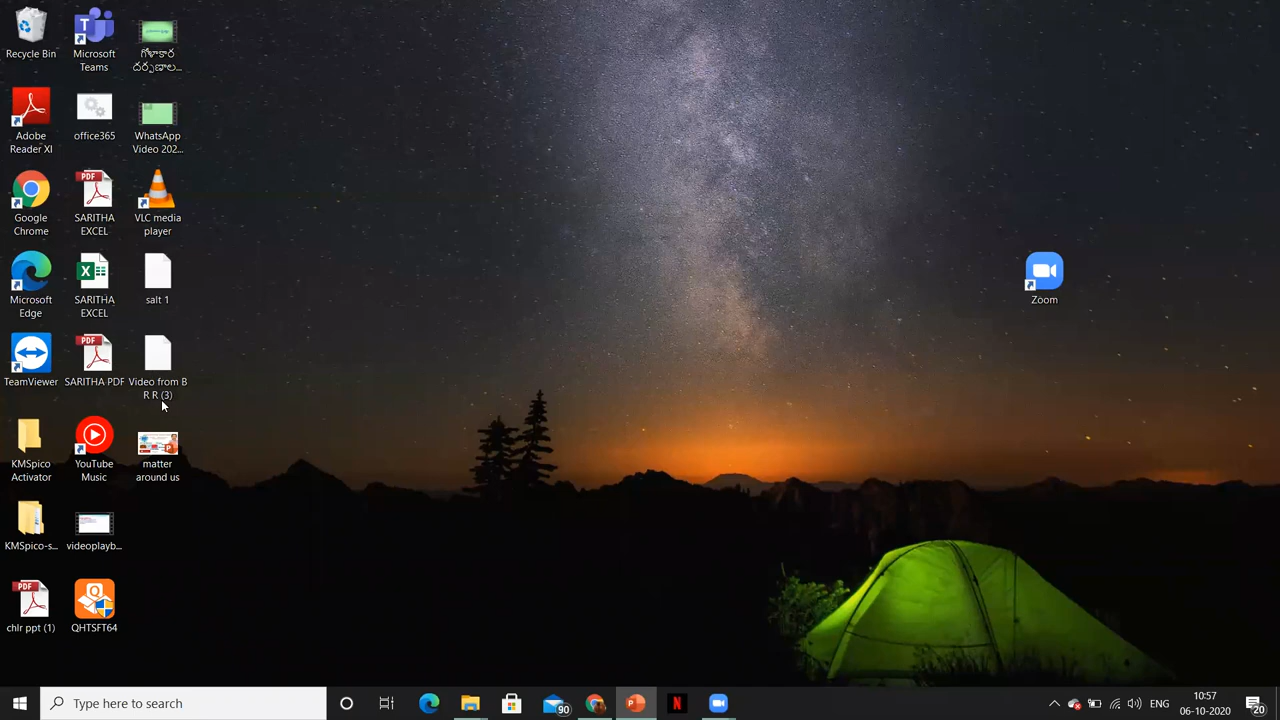 Recycle Bin
Microsoft
Teams
గోళాకార
దర్పణాల...
Adobe
Reader XI
office365
WhatsApp
Video 202...
Google
Chrome
SARITHA
EXCEL
VLC media
player
Microsoft
Edge
SARITHA
EXCEL
salt 1
TeamViewer
SARITHA PDF
Video from B
R R (3)
KMSpico
Activator
YouTube
Music
matter
around us
KMSpico-s...
videoplayb...
chlr ppt (1)
QHTSFT64
Zoom
PDF
PDF
PDF
Type here to search
90
ENG
10:57
06-10-2020
20